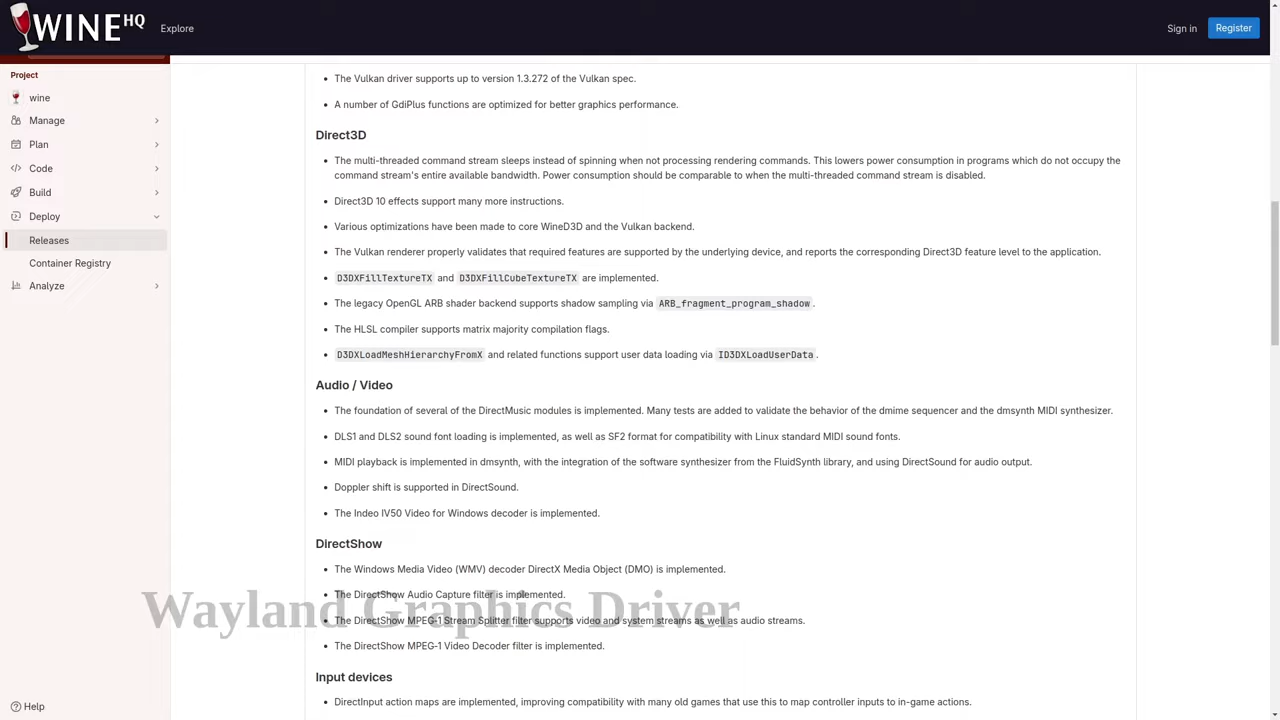 WINE HQ
Explore
Sign in
Register
Project
wine
Manage
Plan
Code
Build
Deploy
Releases
Container Registry
Analyze
Help
The Vulkan driver supports up to version 1.3.272 of the Vulkan spec.
A number of GdiPlus functions are optimized for better graphics performance.
Direct3D
The multi-threaded command stream sleeps instead of spinning when not processing rendering commands. This lowers power consumption in programs which do not occupy the
command stream's entire available bandwidth. Power consumption should be comparable to when the multi-threaded command stream is disabled.
Direct3D 10 effects support many more instructions.
Various optimizations have been made to core WineD3D and the Vulkan backend.
The Vulkan renderer properly validates that required features are supported by the underlying device, and reports the corresponding Direct3D feature level to the application.
D3DXFillTextureTX and D3DXFillCubeTextureTX are implemented.
The legacy OpenGL ARB shader backend supports shadow sampling via ARB_fragment_program_shadow.
The HLSL compiler supports matrix majority compilation flags.
D3DXLoadMeshHierarchyFromX and related functions support user data loading via ID3DXLoadUserData.
Audio / Video
The foundation of several of the DirectMusic modules is implemented. Many tests are added to validate the behavior of the dmime sequencer and the dmsynth MIDI synthesizer.
DLS1 and DLS2 sound font loading is implemented, as well as SF2 format for compatibility with Linux standard MIDI sound fonts.
MIDI playback is implemented in dmsynth, with the integration of the software synthesizer from the FluidSynth library, and using DirectSound for audio output.
Doppler shift is supported in DirectSound.
The Indeo IV50 Video for Windows decoder is implemented.
DirectShow
The Windows Media Video (WMV) decoder DirectX Media Object (DMO) is implemented.
The DirectShow Audio Capture filter is implemented.
Wayland Graphics Driver
The DirectShow MPEG-1 Stream Splitter filter supports video and system streams as well as audio streams.
The DirectShow MPEG-1 Video Decoder filter is implemented.
Input devices
DirectInput action maps are implemented, improving compatibility with many old games that use this to map controller inputs to in-game actions.